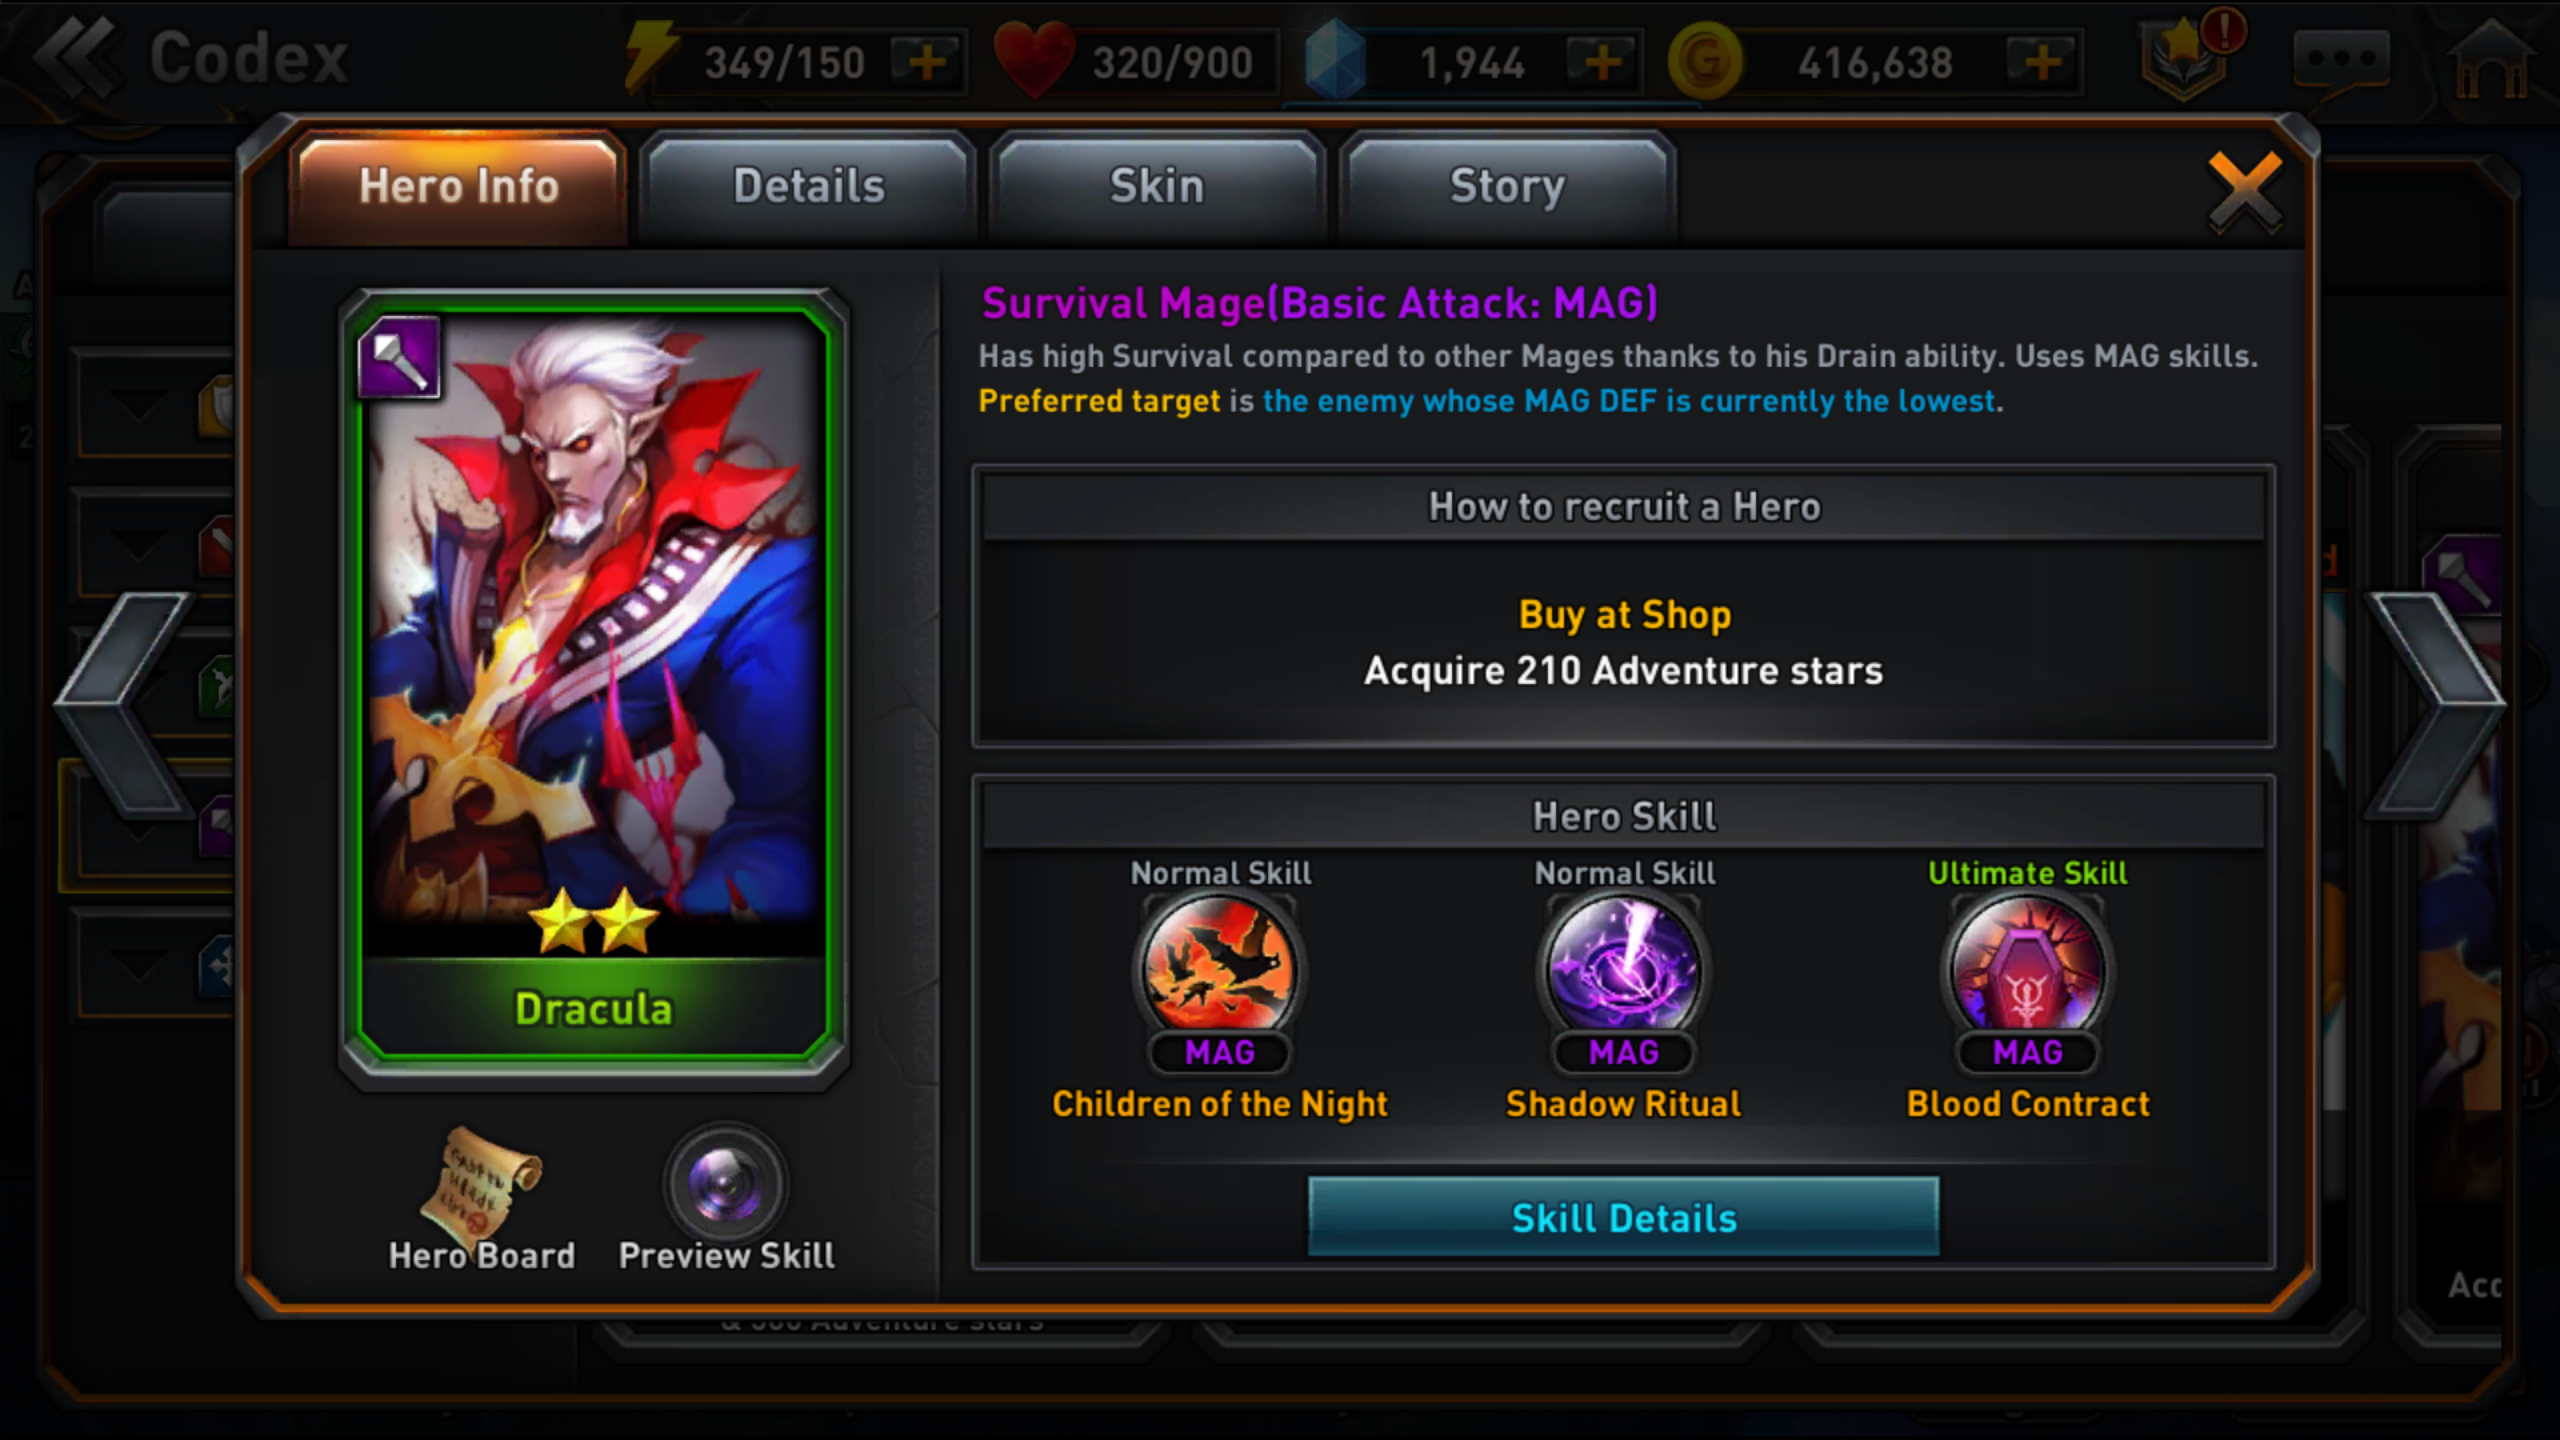 Codex
349/150
320/900
1,944
416,638
Hero Info
Details
Skin
Story
Survival Mage(Basic Attack: MAG)
Has high Survival compared to other Mages thanks to his Drain ability. Uses MAG skills.
Preferred target is the enemy whose MAG DEF is currently the lowest.
How to recruit a Hero
Buy at Shop
Acquire 210 Adventure stars
Dracula
Hero Board
Preview Skill
Hero Skill
Normal Skill
Normal Skill
Ultimate Skill
MAG
MAG
MAG
Children of the Night
Shadow Ritual
Blood Contract
Skill Details